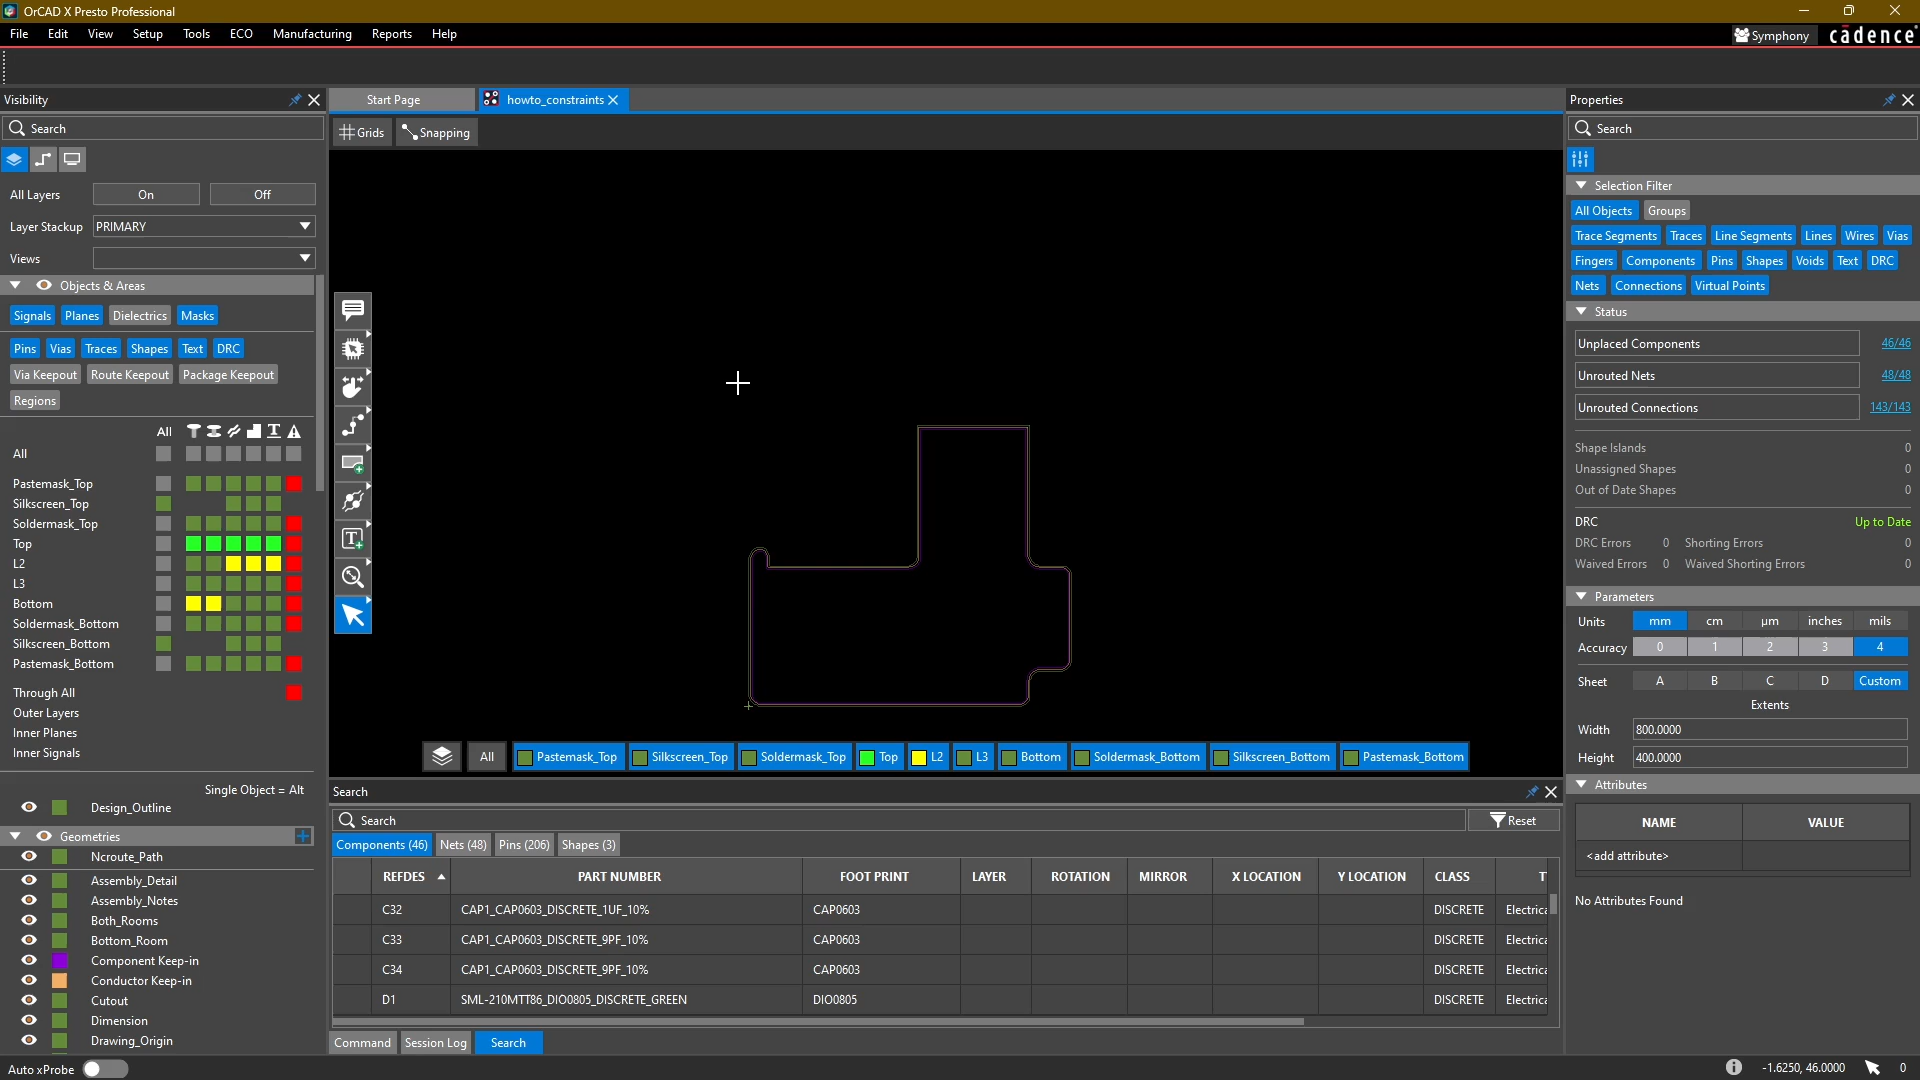 OrCAD X Presto Professional
File Edit View Setup Tools ECO Manufacturing Reports Help
Symphony cādence
Visibility
Search
All Layers On Off
Layer Stackup PRIMARY
Views
Objects & Areas
Signals Planes Dielectrics Masks
Pins Vias Traces Shapes Text DRC
Via Keepout Route Keepout Package Keepout
Regions
All
All
Pastemask_Top
Silkscreen_Top
Soldermask_Top
Top
L2
L3
Bottom
Soldermask_Bottom
Silkscreen_Bottom
Pastemask_Bottom
Through All
Outer Layers
Inner Planes
Inner Signals
Single Object = Alt
Design_Outline
Geometries
Ncroute_Path
Assembly_Detail
Assembly_Notes
Both_Rooms
Bottom_Room
Component Keep-in
Conductor Keep-in
Cutout
Dimension
Drawing_Origin
Auto xProbe
Start Page howto_constraints
Grids Snapping
All Pastemask_Top Silkscreen_Top Soldermask_Top Top L2 L3 Bottom Soldermask_Bottom Silkscreen_Bottom Pastemask_Bottom
Search
Search Reset
Components (46) Nets (48) Pins (206) Shapes (3)
REFDES PART NUMBER FOOT PRINT LAYER ROTATION MIRROR X LOCATION Y LOCATION CLASS T
C32 CAP1_CAP0603_DISCRETE_1UF_10% CAP0603 DISCRETE Electrica
C33 CAP1_CAP0603_DISCRETE_9PF_10% CAP0603 DISCRETE Electrica
C34 CAP1_CAP0603_DISCRETE_9PF_10% CAP0603 DISCRETE Electrica
D1 SML-210MTT86_DIO0805_DISCRETE_GREEN DIO0805 DISCRETE Electrica
Command Session Log Search
Properties
Search
Selection Filter
All Objects Groups
Trace Segments Traces Line Segments Lines Wires Vias
Fingers Components Pins Shapes Voids Text DRC
Nets Connections Virtual Points
Status
Unplaced Components 46/46
Unrouted Nets 48/48
Unrouted Connections 143/143
Shape Islands 0
Unassigned Shapes 0
Out of Date Shapes 0
DRC Up to Date
DRC Errors 0 Shorting Errors 0
Waived Errors 0 Waived Shorting Errors 0
Parameters
Units mm cm µm inches mils
Accuracy 0 1 2 3 4
Sheet A B C D Custom
Extents
Width 800.0000
Height 400.0000
Attributes
NAME VALUE
<add attribute>
No Attributes Found
-1.6250, 46.0000 0